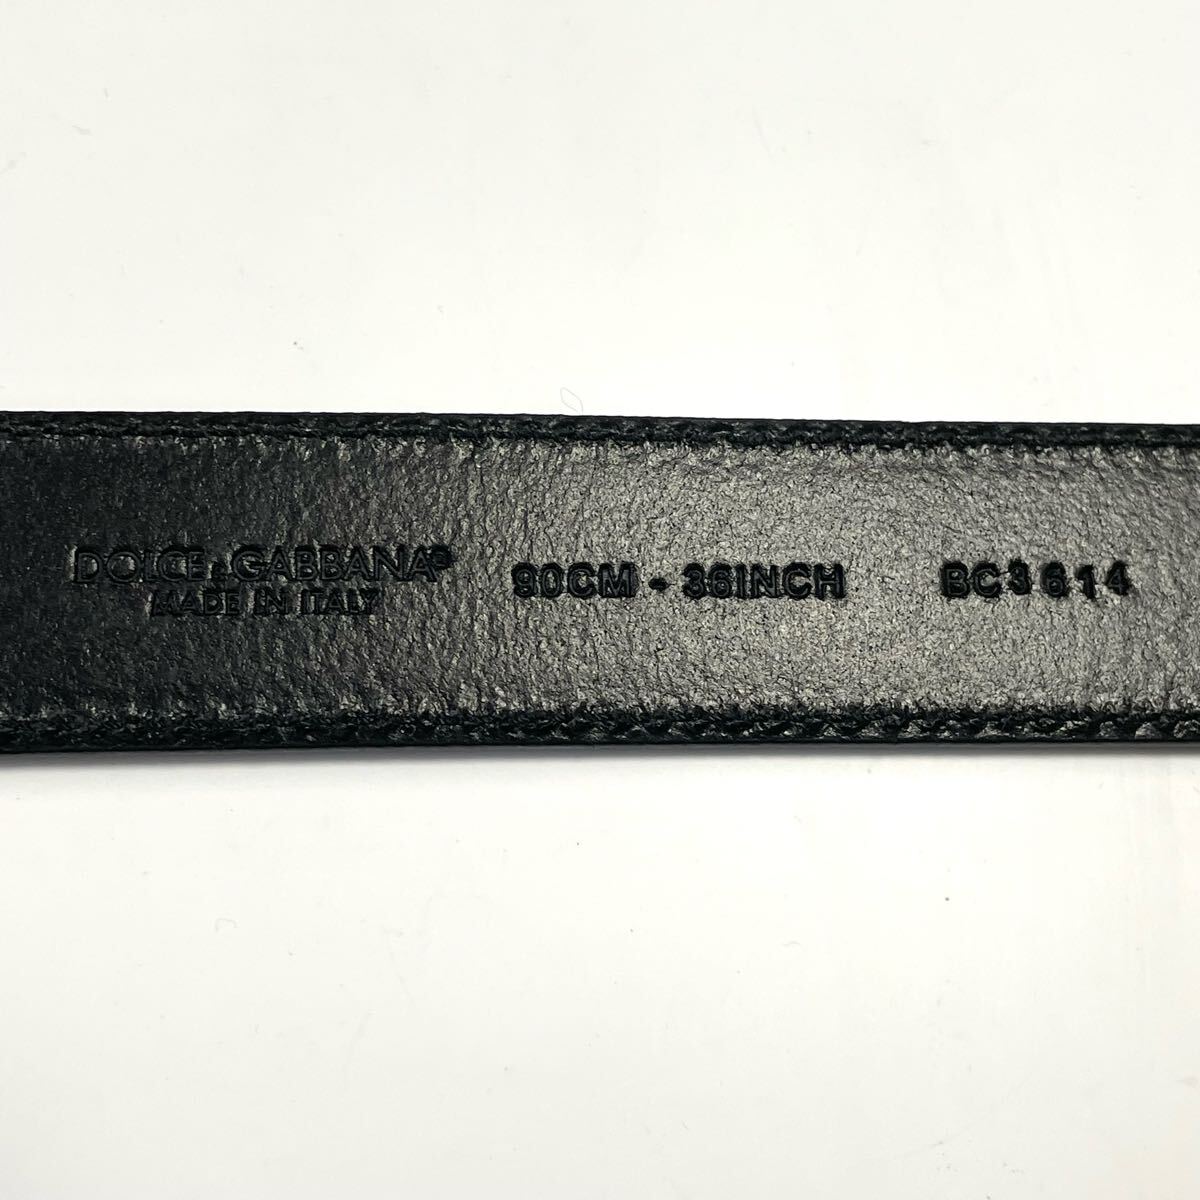 DOLCE & GABBANA®
MADE IN ITALY
90CM - 36INCH
BC3614